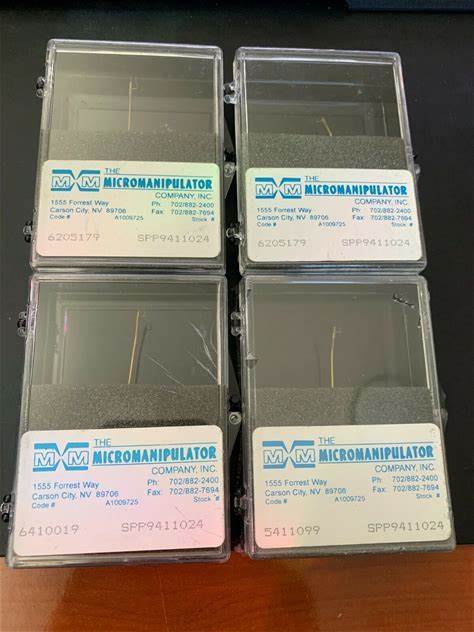 MXM THE
MICROMANIPULATOR
COMPANY, INC.
1555 Forrest Way Ph: 702/882-2400
Carson City, NV 89706 Fax: 702/882-7694
Code # A1009725 Stock #
6205179 SPP9411024
MXM THE
MICROMANIPULATOR
COMPANY, INC.
1555 Forrest Way Ph: 702/882-2400
Carson City, NV 89706 Fax: 702/882-7694
Code # A1009725 Stock #
6205179 SPP9411024
MXM THE
MICROMANIPULATOR
COMPANY, INC.
1555 Forrest Way Ph: 702/882-2400
Carson City, NV 89706 Fax: 702/882-7694
Code # A1009725 Stock #
6410019 SPP9411024
MXM THE
MICROMANIPULATOR
COMPANY, INC.
1555 Forrest Way Ph: 702/882-2400
Carson City, NV 89706 Fax: 702/882-7694
Code # A1009725 Stock #
5411099 SPP9411024